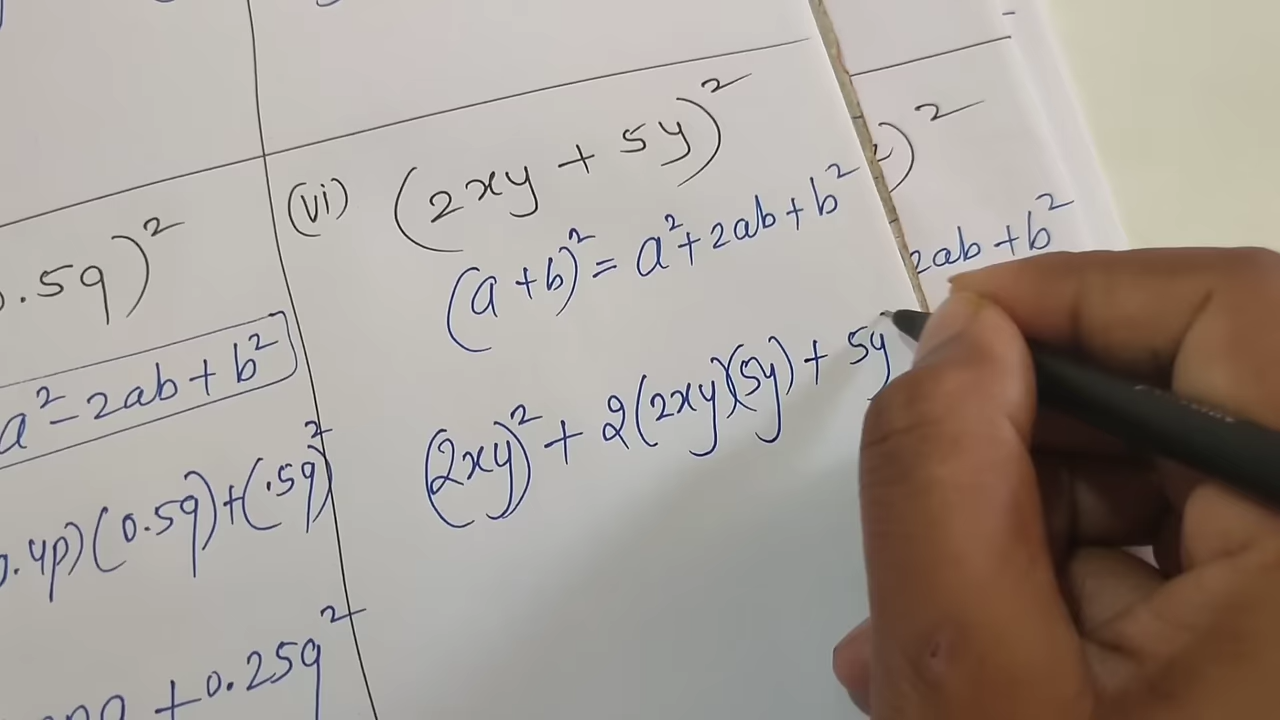 (vi) (2xy + 5y)²
(a+b)² = a² + 2ab + b²
(2xy)² + 2(2xy)(5y) + 5y
.5q)²
a² - 2ab + b²
.4p)(0.5q) + (.5q)²
+ 0.25q²
)²
2ab + b²